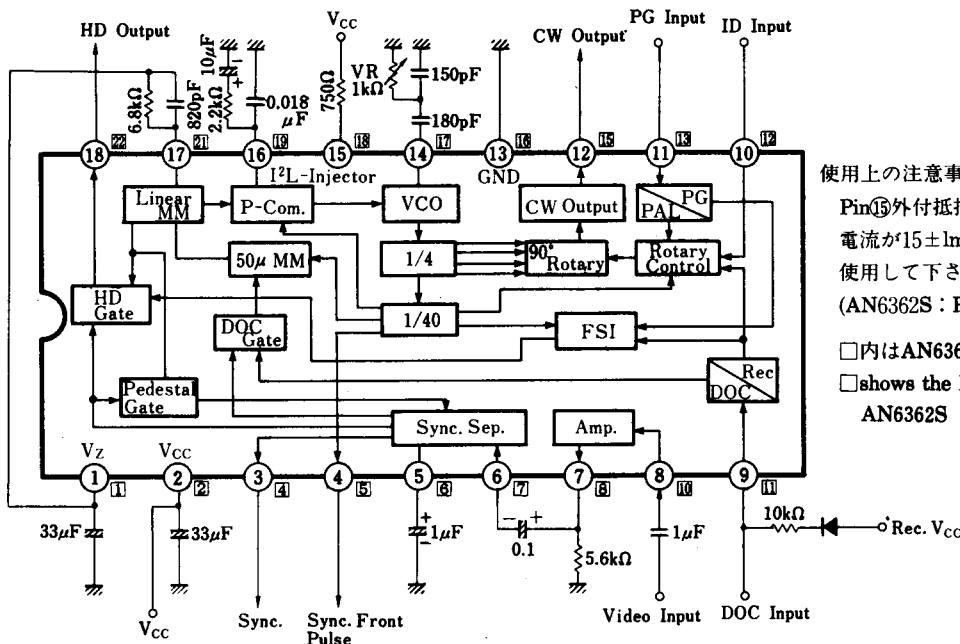 HD Output
VCC
CW Output
PG Input
ID Input
6.8kΩ
820pF
10μF
2.2kΩ
0.018
μF
750Ω
VR
1kΩ
150pF
180pF
22 21 19 18 17 16 15 13 12
18 17 16 15 14 13 12 11 10
I²L-Injector
GND
Linear
MM
P-Com.
VCO
CW Output
PG
PAL
50μ MM
1/4
90°
Rotary
Rotary
Control
HD
Gate
DOC
Gate
1/40
FSI
Rec
DOC
Pedestal
Gate
Sync. Sep.
Amp.
VZ
VCC
1 2 3 4 5 6 7 8 9
1 2 4 5 6 7 8 10 11
33μF
33μF
1μF
0.1
5.6kΩ
1μF
10kΩ
Rec. VCC
VCC
Sync.
Sync. Front
Pulse
Video Input
DOC Input
使用上の注意事
Pin⑮外付抵
電流が15±1m
使用して下さ
(AN6362S：
□内はAN636
□shows the
AN6362S